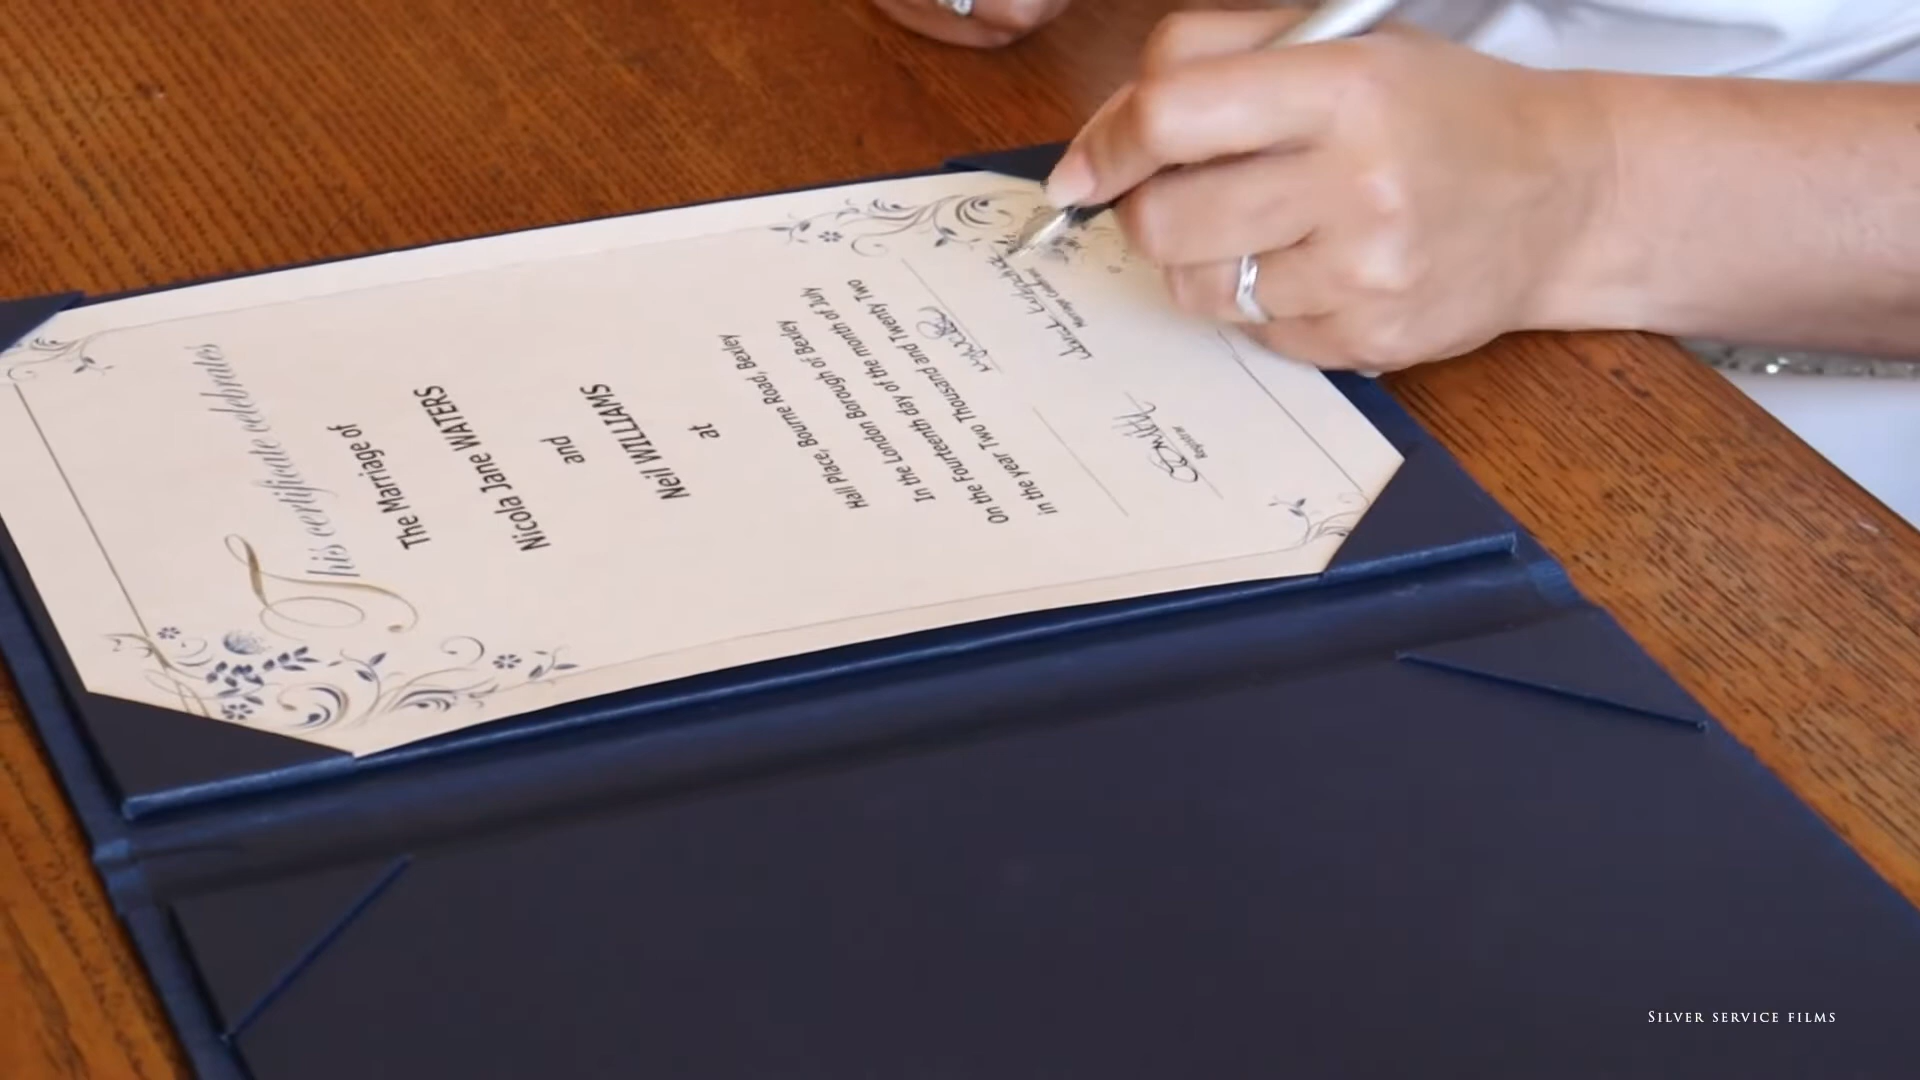 This certificate celebrates
The Marriage of
Nicola Jane WATERS
and
Neil WILLIAMS
at
Hall Place, Bourne Road, Bexley
In the London Borough of Bexley
On the Fourteenth day of the month of July
in the year Two Thousand and Twenty Two
Registrar
SILVER SERVICE FILMS